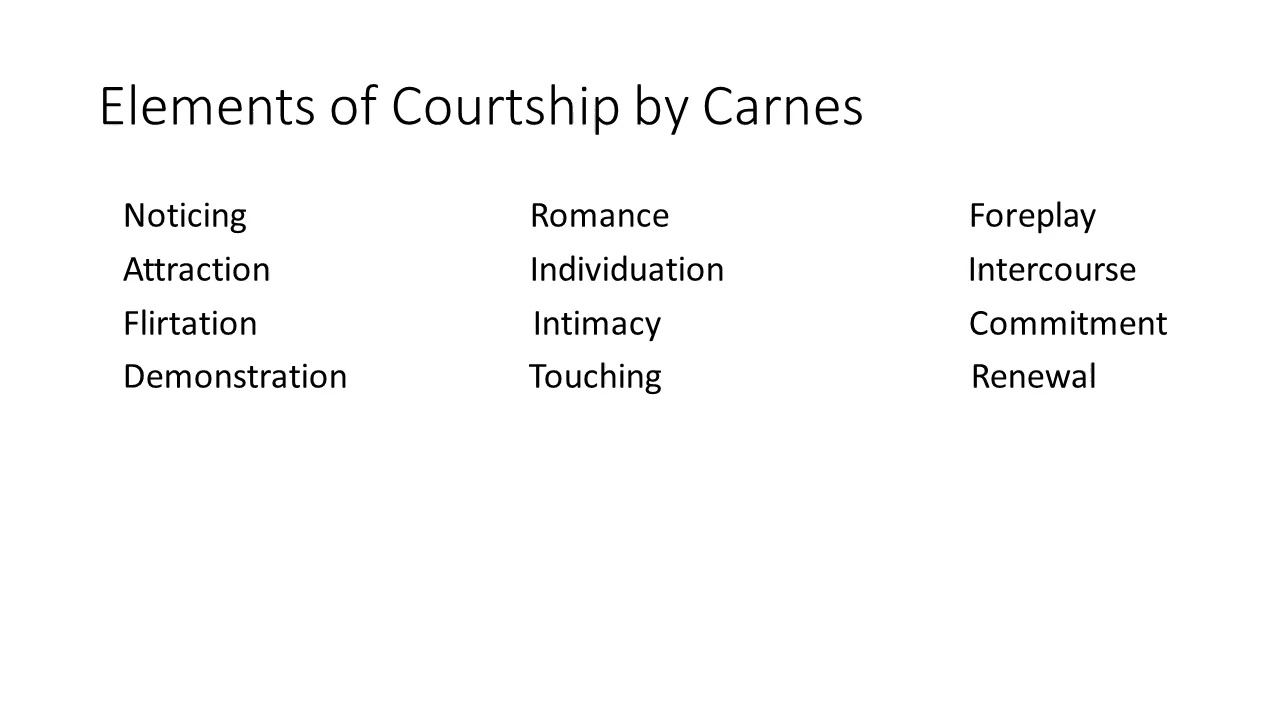 Elements of Courtship by Carnes
Noticing Romance Foreplay
Attraction Individuation Intercourse
Flirtation Intimacy Commitment
Demonstration Touching Renewal